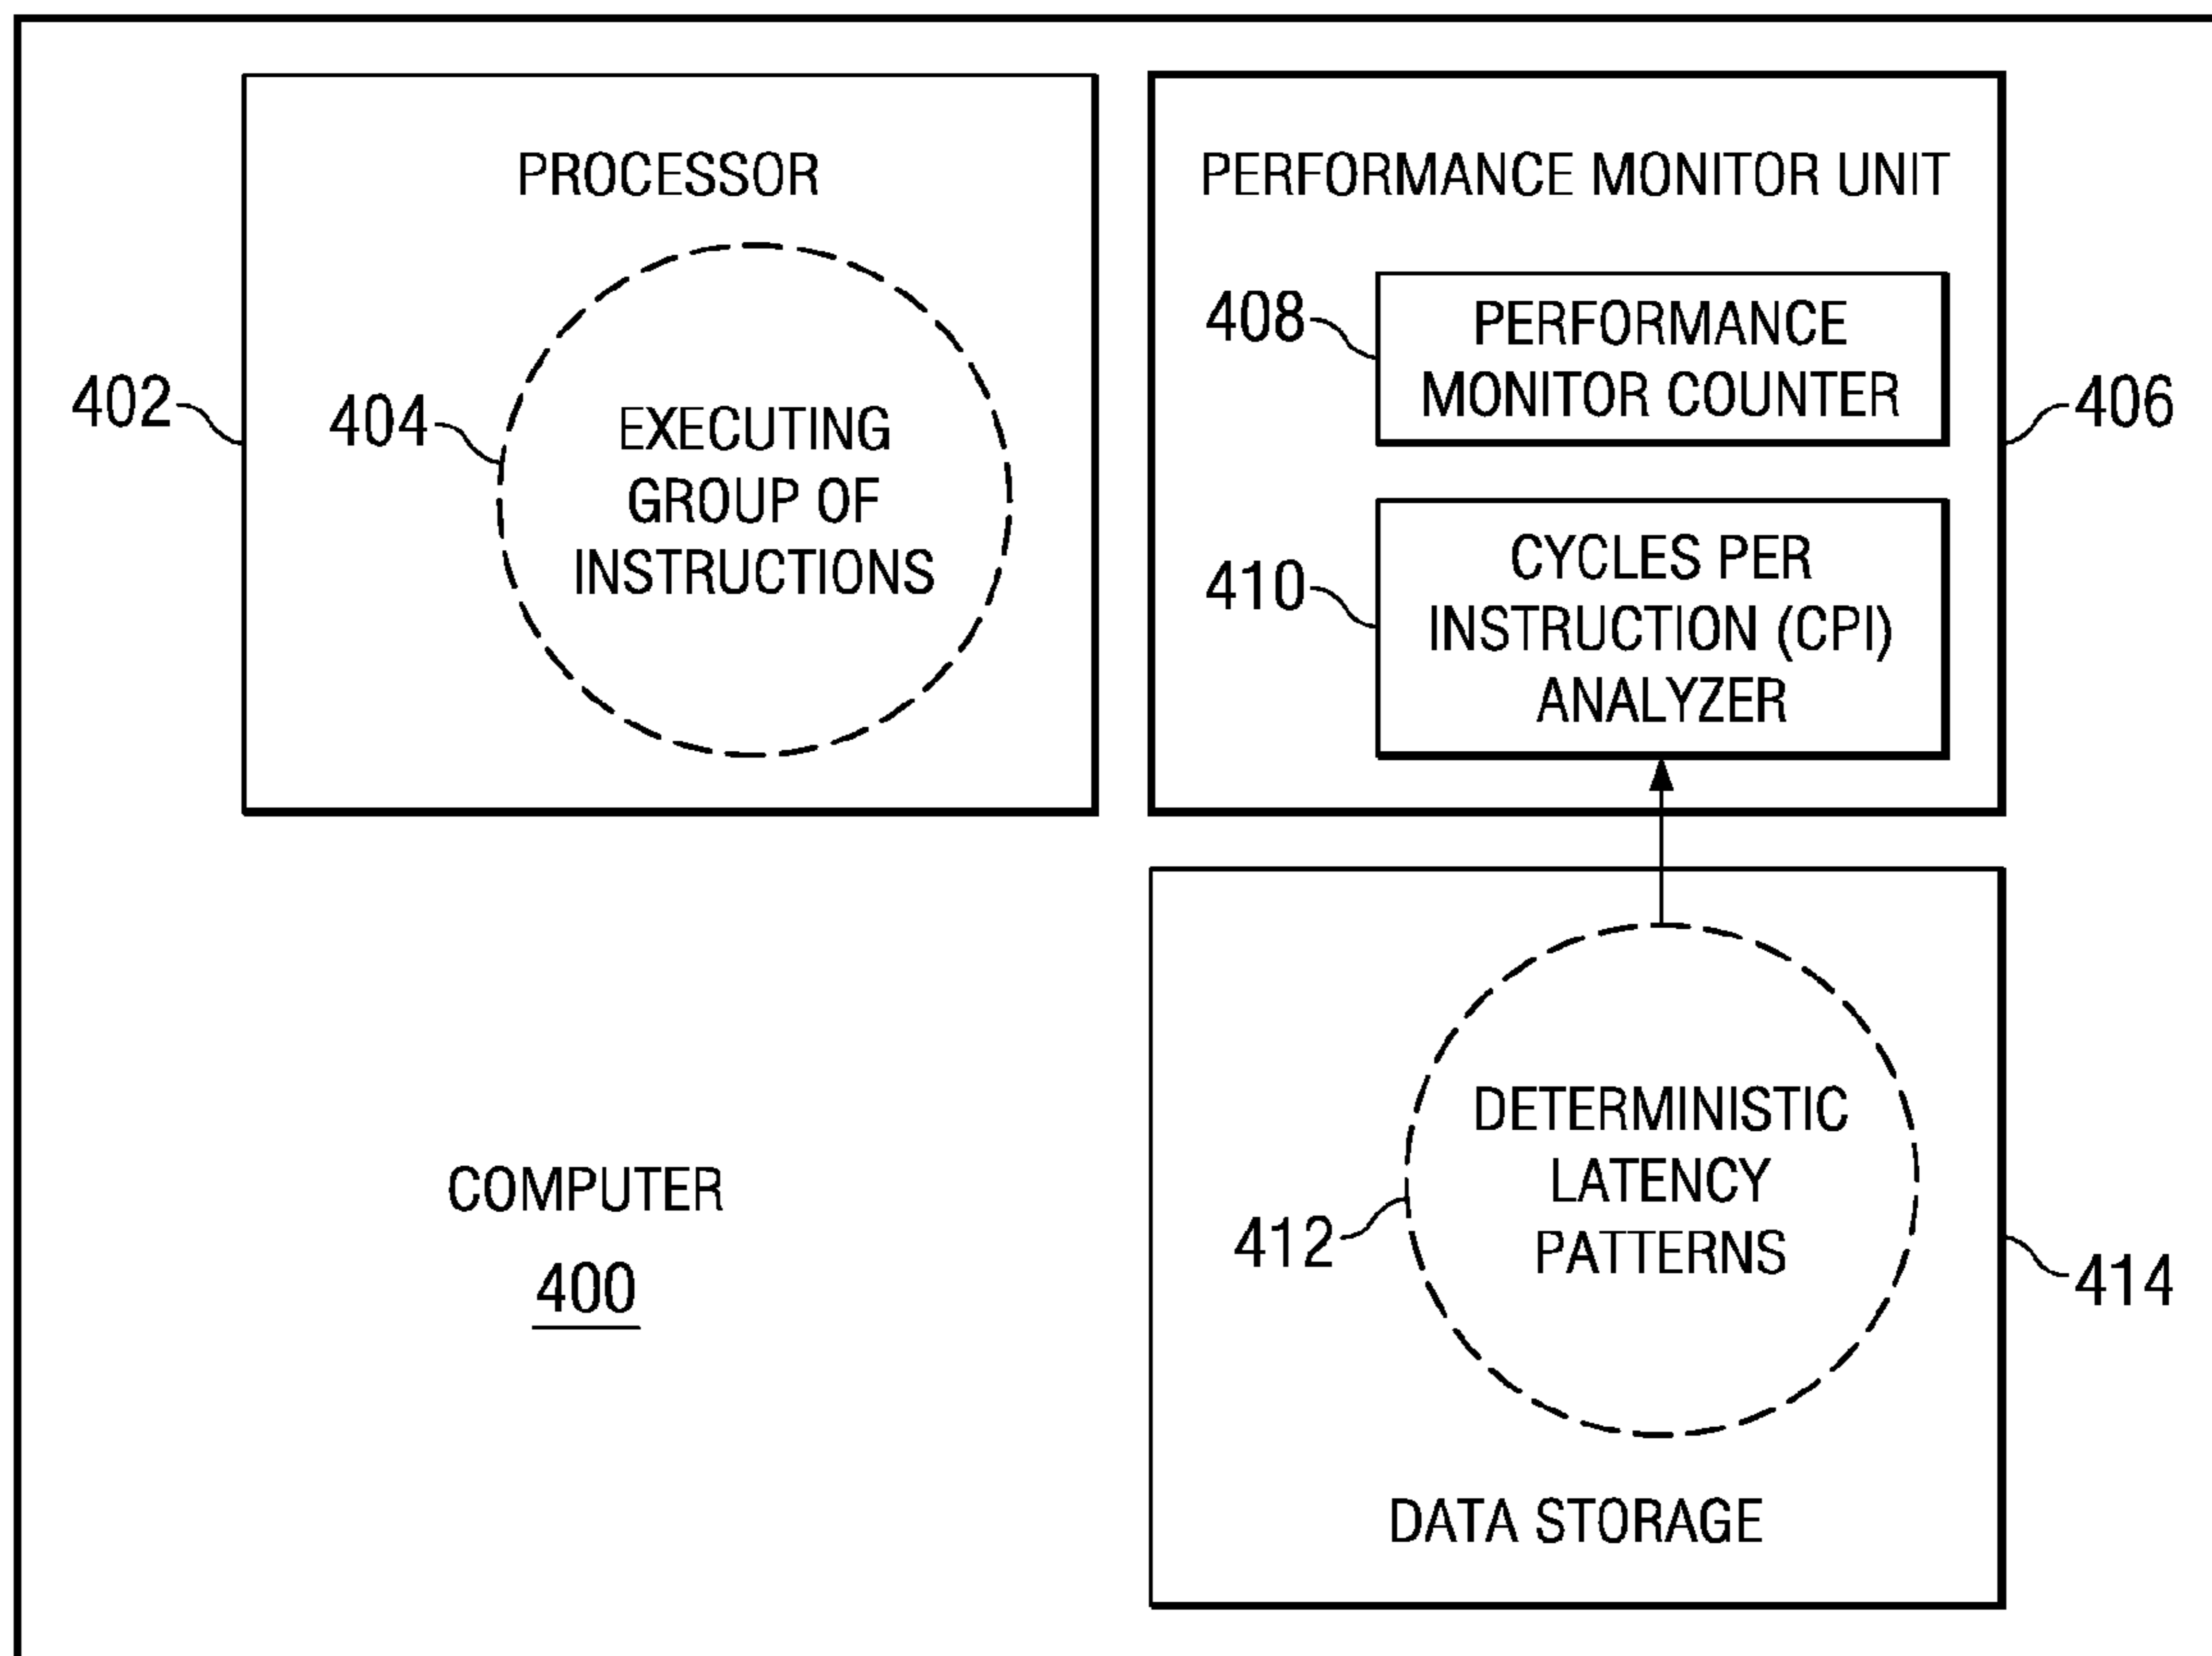 PROCESSOR
402
404
EXECUTING
GROUP OF
INSTRUCTIONS
PERFORMANCE MONITOR UNIT
408
PERFORMANCE
MONITOR COUNTER
406
410
CYCLES PER
INSTRUCTION (CPI)
ANALYZER
COMPUTER
400
412
DETERMINISTIC
LATENCY
PATTERNS
414
DATA STORAGE